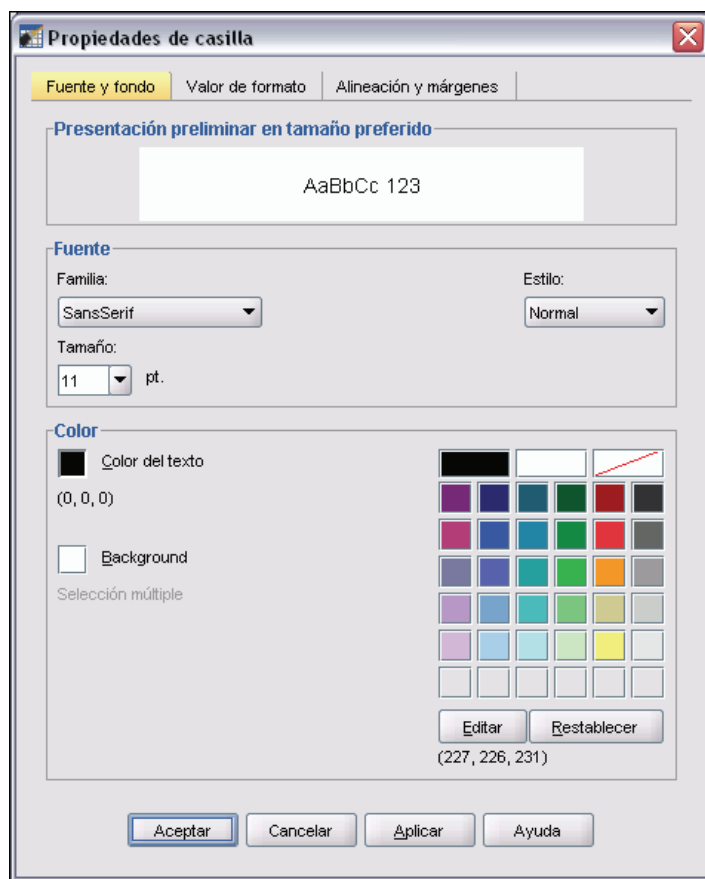 Propiedades de casilla
Fuente y fondo
Valor de formato
Alineación y márgenes
Presentación preliminar en tamaño preferido
AaBbCc 123
Fuente
Familia:
Estilo:
SansSerif
Normal
Tamaño:
11
pt.
Color
Color del texto
(0, 0, 0)
Background
Selección múltiple
Editar
Restablecer
(227, 226, 231)
Aceptar
Cancelar
Aplicar
Ayuda